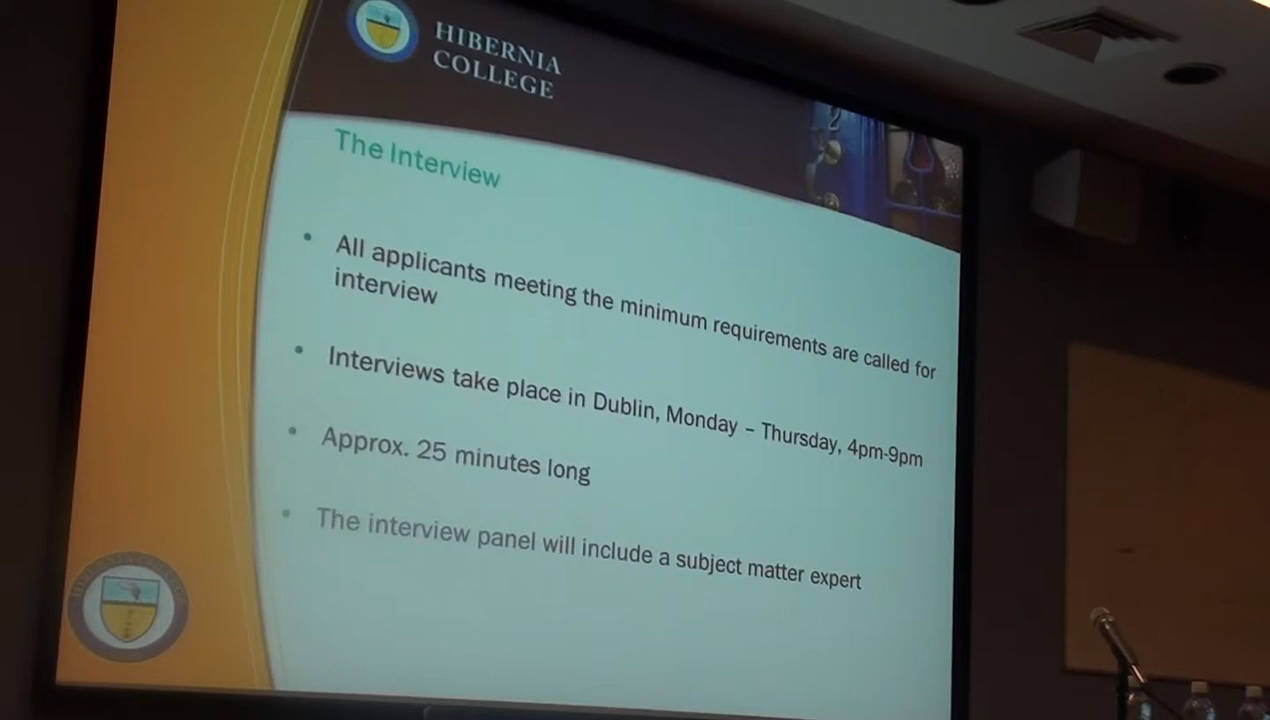 HIBERNIA
COLLEGE
2
The Interview
• All applicants meeting the minimum requirements are called for
interview
• Interviews take place in Dublin, Monday – Thursday, 4pm-9pm
• Approx. 25 minutes long
• The interview panel will include a subject matter expert